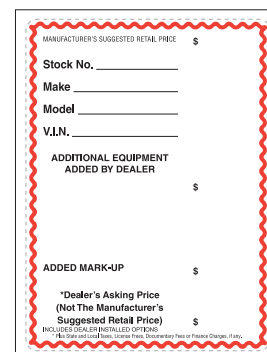 MANUFACTURER'S SUGGESTED RETAIL PRICE $
Stock No.
Make
Model
V.I.N.
ADDITIONAL EQUIPMENT
ADDED BY DEALER
$
ADDED MARK-UP $
*Dealer's Asking Price
(Not The Manufacturer's
Suggested Retail Price) $
INCLUDES DEALER INSTALLED OPTIONS
* Plus State and Local Taxes, License Fees, Documentary Fees or Finance Charges, if any.